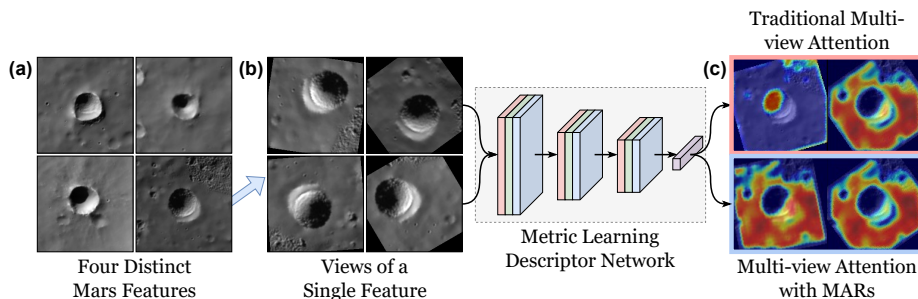 Traditional Multi-
view Attention
(a)
(b)
(c)
Four Distinct
Mars Features
Views of a
Single Feature
Metric Learning
Descriptor Network
Multi-view Attention
with MARs